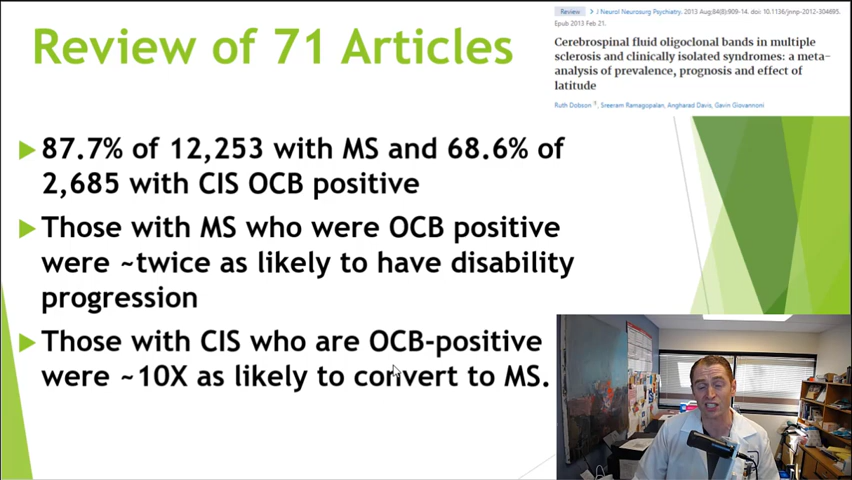 Review of 71 Articles
Review > J Neurol Neurosurg Psychiatry. 2013 Aug;84(8):909-14. doi: 10.1136/jnnp-2012-304695.
Epub 2013 Feb 21.
Cerebrospinal fluid oligoclonal bands in multiple
sclerosis and clinically isolated syndromes: a meta-
analysis of prevalence, prognosis and effect of
latitude
Ruth Dobson 1, Sreeram Ramagopalan, Angharad Davis, Gavin Giovannoni
87.7% of 12,253 with MS and 68.6% of
2,685 with CIS OCB positive
Those with MS who were OCB positive
were ~twice as likely to have disability
progression
Those with CIS who are OCB-positive
were ~10X as likely to convert to MS.